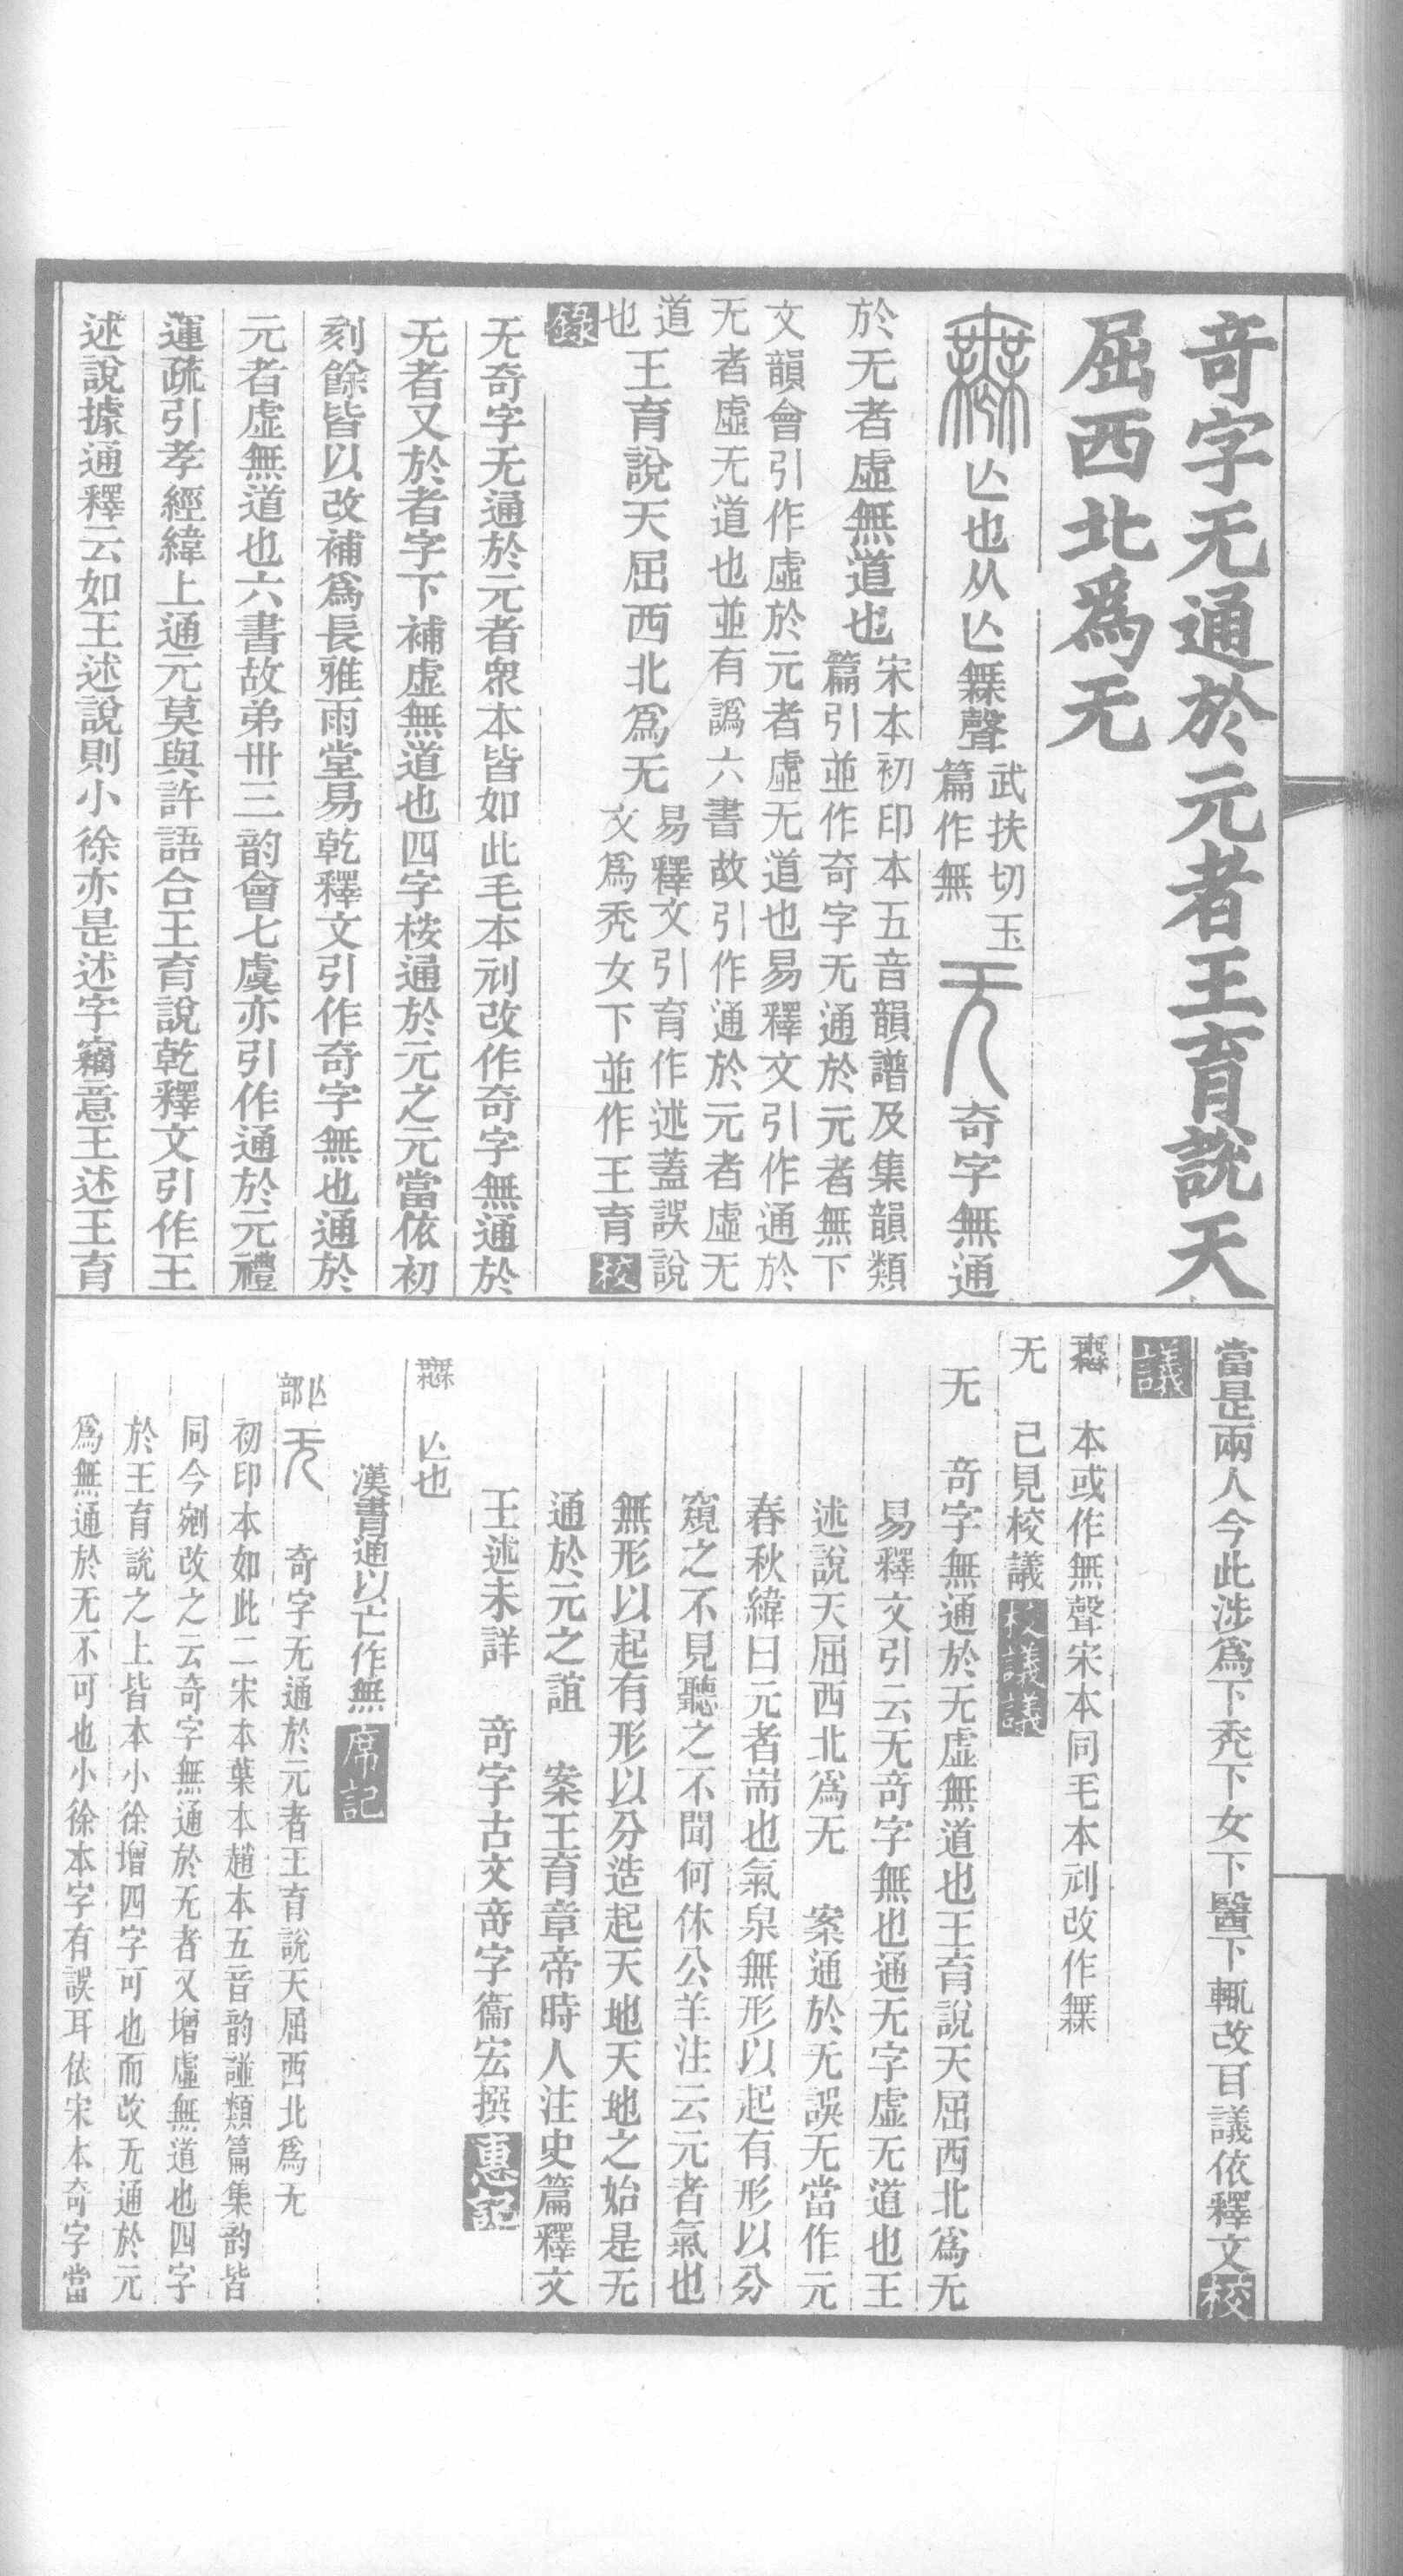 奇字无通於元者王育說天
屈西北爲无
亾也从亾䍢聲
武扶切玉
篇作無
奇字無通
於无者虛無道也
宋本初印本五音韻譜及集韻類
篇引並作奇字无通於元者無下
文韻會引作虛於元者虛无道也易釋文引作通於
无者虛无道也並有譌六書故引作通於元者虛无
道
也
王育說天屈西北爲无
易釋文引育作述蓋誤說
文爲禿女下並作王育校
錄
无奇字无通於元者衆本皆如此毛本刓改作奇字無通於
无者又於者字下補虛無道也四字桉通於元之元當依初
刻餘皆以改補爲長雅雨堂易乾釋文引作奇字無也通於
元者虛無道也六書故弟卅三韵會七虞亦引作通於元禮
運疏引孝經緯上通元莫與許語合王育說乾釋文引作王
述說據通釋云如王述說則小徐亦是述字竊意王述王育
當是兩人今此涉爲下禿下女下醫下輒改目議依釋文校
議
本或作無聲宋本同毛本刓改作䍢
无　己見校議校議議
无　奇字無通於无虛無道也王育說天屈西北爲无
易釋文引云无奇字無也通无字虛无道也王
述說天屈西北爲无　案通於无誤无當作元
春秋緯曰元者耑也氣泉無形以起有形以分
窺之不見聽之不聞何休公羊注云元者氣也
無形以起有形以分造起天地天地之始是无
通於元之誼　案王育章帝時人注史篇釋文
王述未詳　奇字古文奇字衞宏撰惠記
亾也
漢書通以亡作無席記
亾
部
奇字无通於元者王育說天屈西北爲无
初印本如此二宋本葉本趙本五音韵譜類篇集韵皆
同今剜改之云奇字無通於无者又增虛無道也四字
於王育說之上皆本小徐增四字可也而改无通於元
爲無通於无不可也小徐本字有誤耳依宋本奇字當